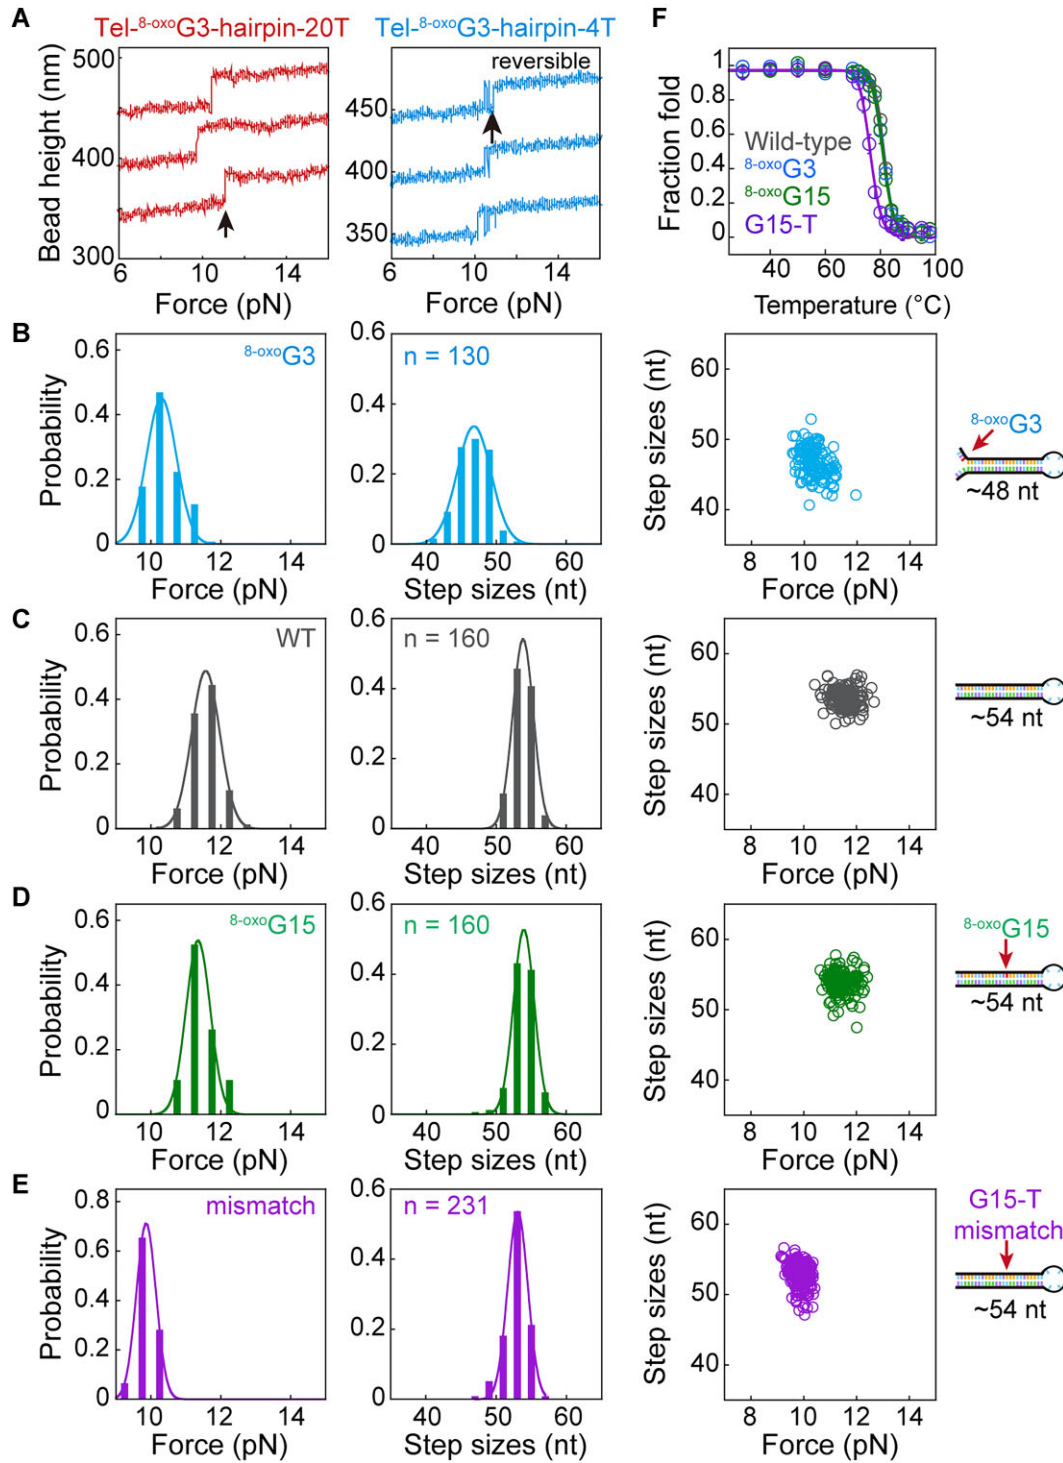 A
Tel-8-oxoG3-hairpin-20T
Tel-8-oxoG3-hairpin-4T
Bead height (nm)
500
400
300
6 10 14
Force (pN)
reversible
450
400
350
6 10 14
Force (pN)
F
Fraction fold
1
0.8
0.6
0.4
0.2
0
Wild-type
8-oxoG3
8-oxoG15
G15-T
40 60 80 100
Temperature (°C)
B
Probability
0.6
0.4
0.2
0
8-oxoG3
10 12 14
Force (pN)
0.6
0.4
0.2
0
n = 130
40 50 60
Step sizes (nt)
Step sizes (nt)
60
50
40
8 10 12 14
Force (pN)
8-oxoG3
~48 nt
C
Probability
0.6
0.4
0.2
0
WT
10 12 14
Force (pN)
0.6
0.4
0.2
0
n = 160
40 50 60
Step sizes (nt)
Step sizes (nt)
60
50
40
8 10 12 14
Force (pN)
~54 nt
D
Probability
0.6
0.4
0.2
0
8-oxoG15
10 12 14
Force (pN)
0.6
0.4
0.2
0
n = 160
40 50 60
Step sizes (nt)
Step sizes (nt)
60
50
40
8 10 12 14
Force (pN)
8-oxoG15
~54 nt
E
Probability
0.8
0.6
0.4
0.2
0
mismatch
10 12 14
Force (pN)
0.6
0.4
0.2
0
n = 231
40 50 60
Step sizes (nt)
Step sizes (nt)
60
50
40
8 10 12 14
Force (pN)
G15-T
mismatch
~54 nt